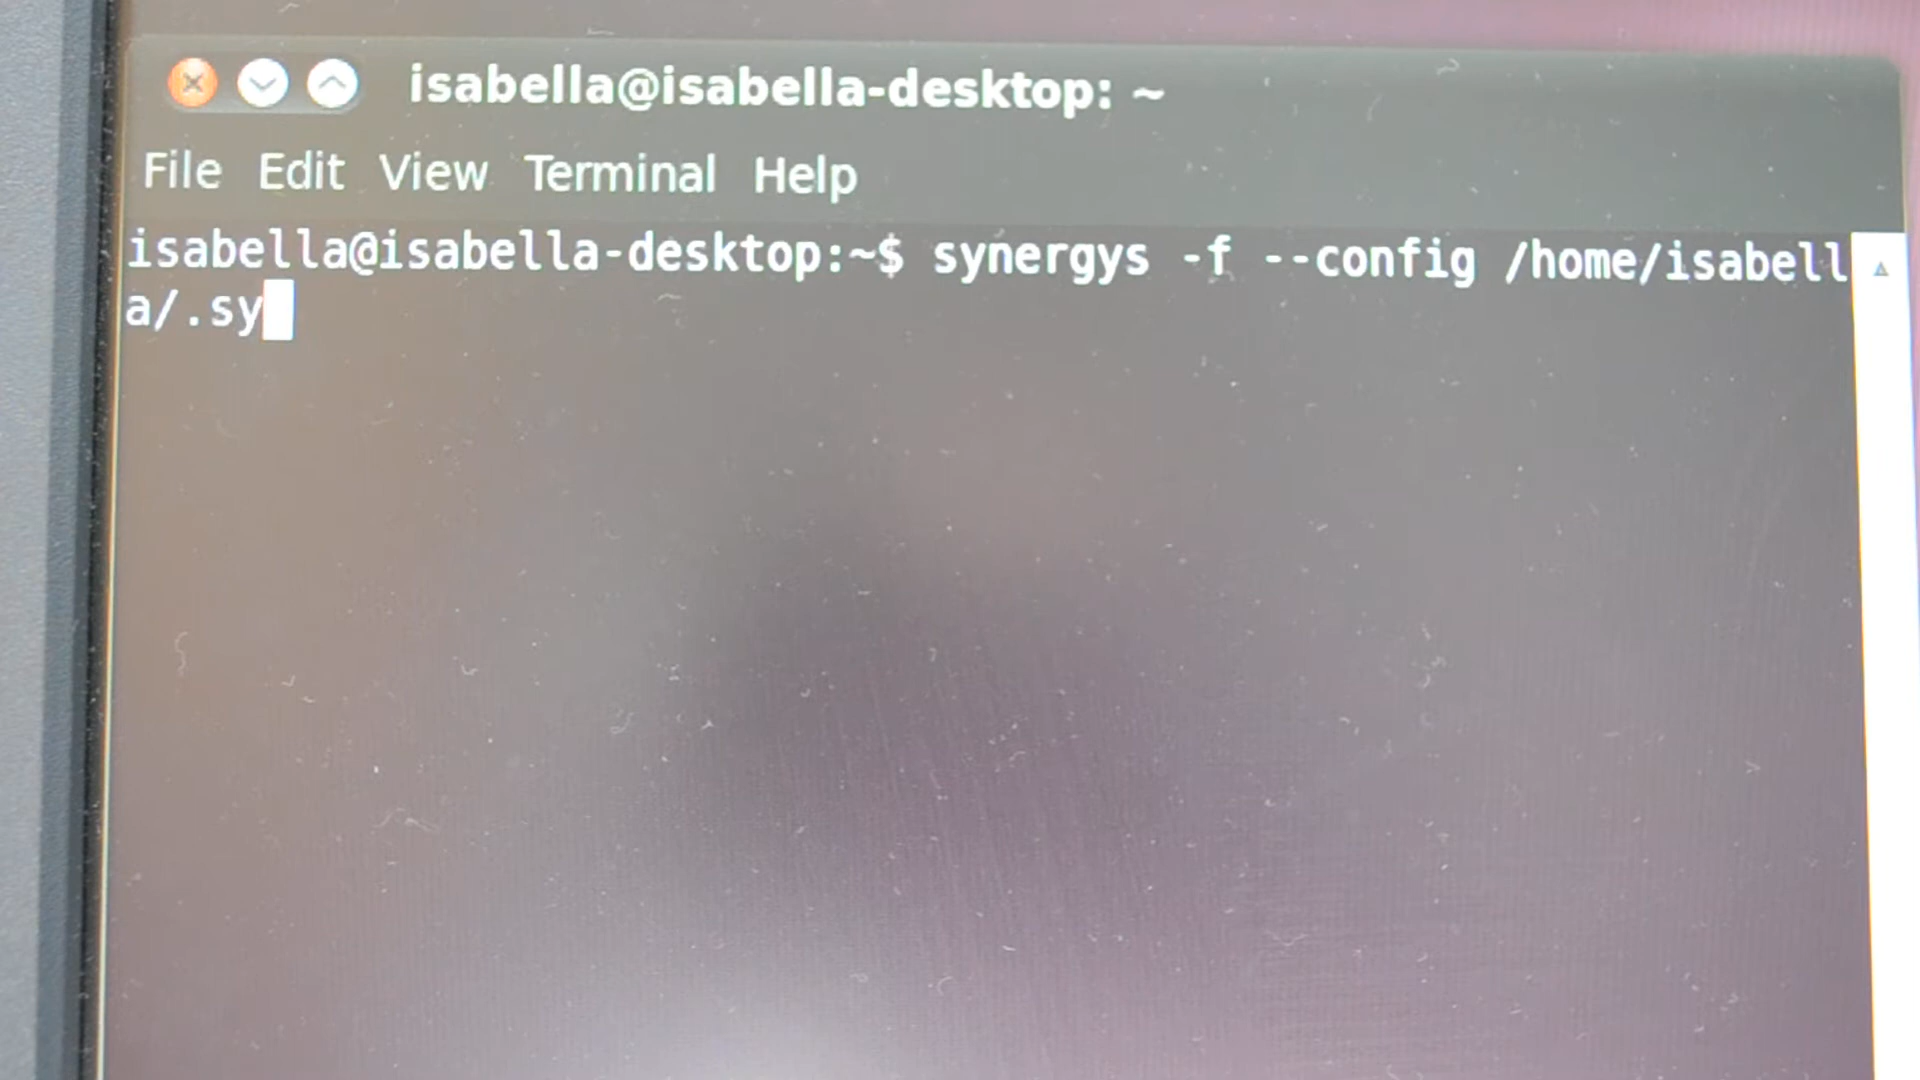 isabella@isabella-desktop: ~
File Edit View Terminal Help
isabella@isabella-desktop:~$ synergys -f --config /home/isabell
a/.sy